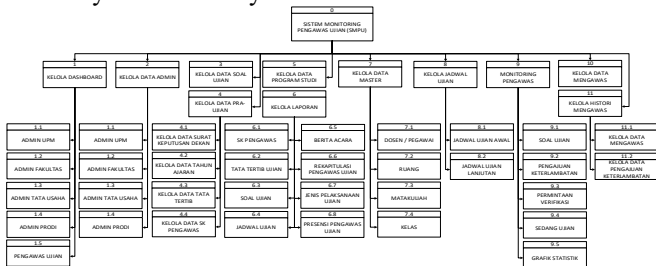 0
SISTEM MONITORING
PENGAWAS UJIAN (SMPU)
1
KELOLA DASHBOARD
2
KELOLA DATA ADMIN
3
KELOLA DATA SOAL
UJIAN
4
KELOLA DATA PRA-
UJIAN
5
KELOLA DATA
PROGRAM STUDI
6
KELOLA LAPORAN
7
KELOLA DATA
MASTER
8
KELOLA JADWAL
UJIAN
9
MONITORING
PENGAWAS
10
KELOLA DATA
MENGAWAS
11
KELOLA HISTORI
MENGAWAS
1.1
ADMIN UPM
1.2
ADMIN FAKULTAS
1.3
ADMIN TATA USAHA
1.4
ADMIN PRODI
1.5
PENGAWAS UJIAN
1.1
ADMIN UPM
1.2
ADMIN FAKULTAS
1.3
ADMIN TATA USAHA
1.4
ADMIN PRODI
4.1
KELOLA DATA SURAT
KEPUTUSAN DEKAN
4.2
KELOLA DATA TAHUN
AJARAN
4.3
KELOLA DATA TATA
TERTIB
4.4
KELOLA DATA SK
PENGAWAS
6.1
SK PENGAWAS
6.2
TATA TERTIB UJIAN
6.3
SOAL UJIAN
6.4
JADWAL UJIAN
6.5
BERITA ACARA
6.6
REKAPITULASI
PENGAWAS UJIAN
6.7
JENIS PELAKSANAAN
UJIAN
6.8
PRESENSI PENGAWAS
UJIAN
7.1
DOSEN / PEGAWAI
7.2
RUANG
7.3
MATAKULIAH
7.4
KELAS
8.1
JADWAL UJIAN AWAL
8.2
JADWAL UJIAN
LANJUTAN
9.1
SOAL UJIAN
9.2
PENGAJUAN
KETERLAMBATAN
9.3
PERMINTAAN
VERIFIKASI
9.4
SEDANG UJIAN
9.5
GRAFIK STATISTIK
11.1
KELOLA DATA
MENGAWAS
11.2
KELOLA DATA
PENGAJUAN
KETERLAMBATAN